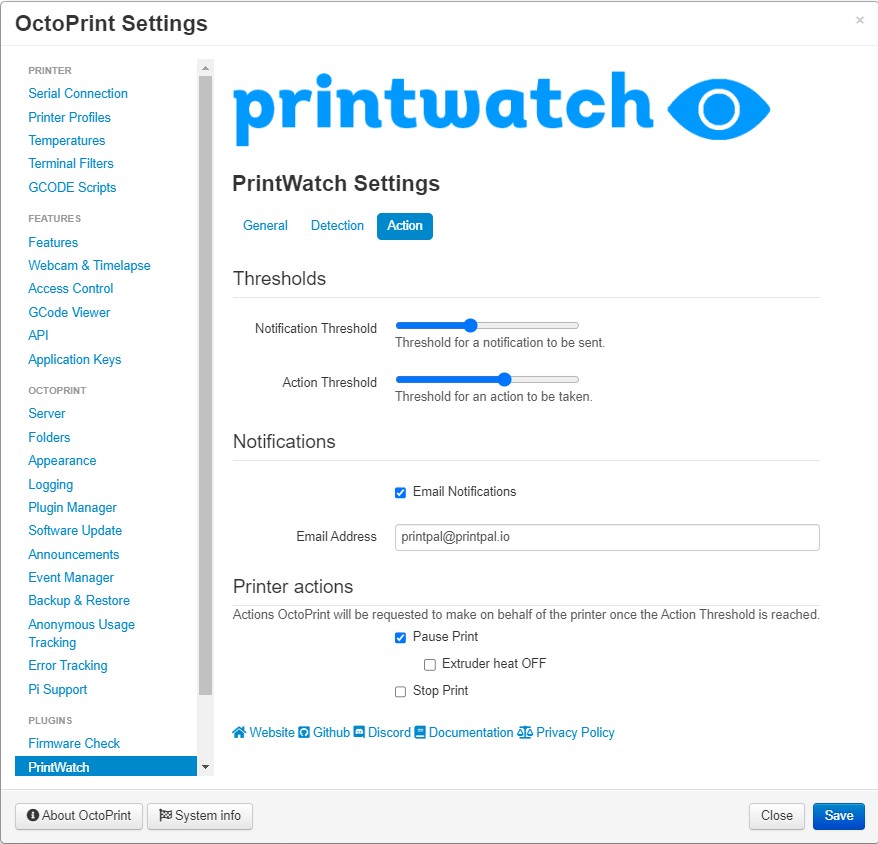 OctoPrint Settings
×
PRINTER
Serial Connection
Printer Profiles
Temperatures
Terminal Filters
GCODE Scripts
FEATURES
Features
Webcam & Timelapse
Access Control
GCode Viewer
API
Application Keys
OCTOPRINT
Server
Folders
Appearance
Logging
Plugin Manager
Software Update
Announcements
Event Manager
Backup & Restore
Anonymous Usage
Tracking
Error Tracking
Pi Support
PLUGINS
Firmware Check
PrintWatch
printwatch
PrintWatch Settings
General Detection Action
Thresholds
Notification Threshold
Threshold for a notification to be sent.
Action Threshold
Threshold for an action to be taken.
Notifications
Email Notifications
Email Address printpal@printpal.io
Printer actions
Actions OctoPrint will be requested to make on behalf of the printer once the Action Threshold is reached.
Pause Print
Extruder heat OFF
Stop Print
Website Github Discord Documentation Privacy Policy
About OctoPrint System info Close Save